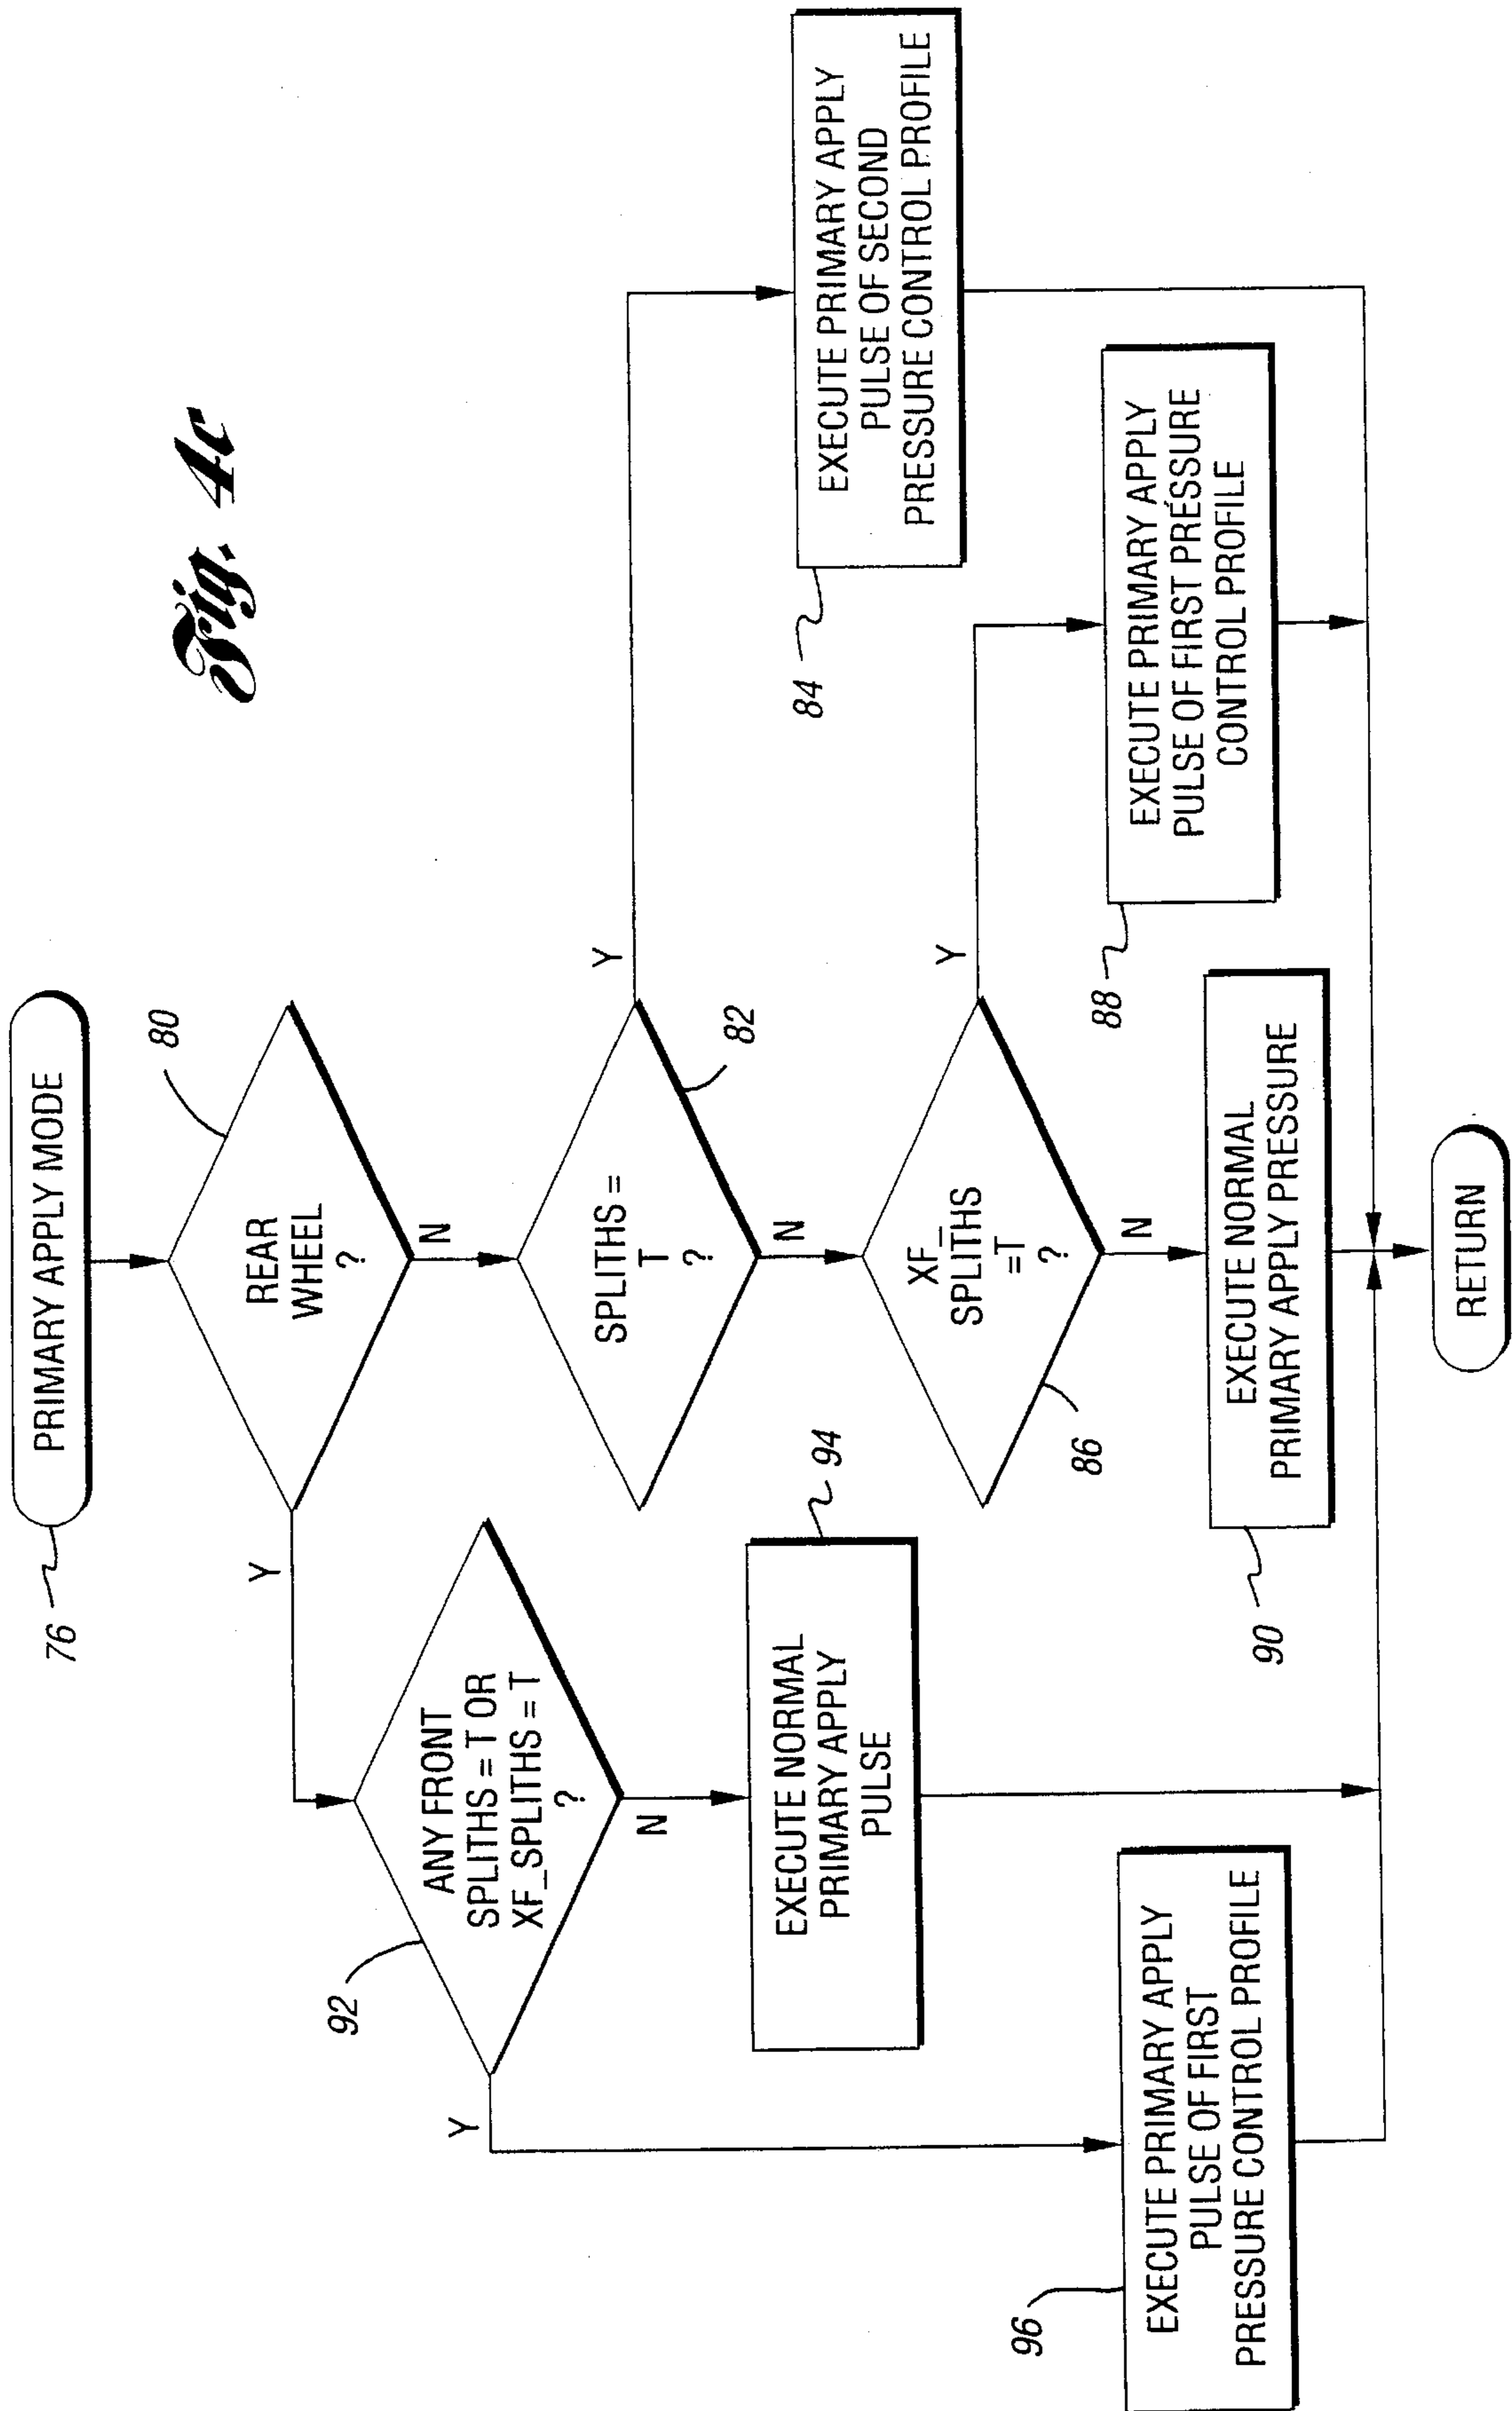 Fig. 4c
PRIMARY APPLY MODE
76
REAR
WHEEL
?
80
Y
N
ANY FRONT
SPLITHS = T OR
XF_SPLITHS = T
?
92
Y
N
SPLITHS =
T
?
82
Y
N
EXECUTE PRIMARY APPLY
PULSE OF SECOND
PRESSURE CONTROL PROFILE
84
EXECUTE NORMAL
PRIMARY APPLY
PULSE
94
XF_
SPLITHS
=T
?
86
Y
N
EXECUTE PRIMARY APPLY
PULSE OF FIRST PRESSURE
CONTROL PROFILE
88
EXECUTE PRIMARY APPLY
PULSE OF FIRST
PRESSURE CONTROL PROFILE
96
EXECUTE NORMAL
PRIMARY APPLY PRESSURE
90
RETURN